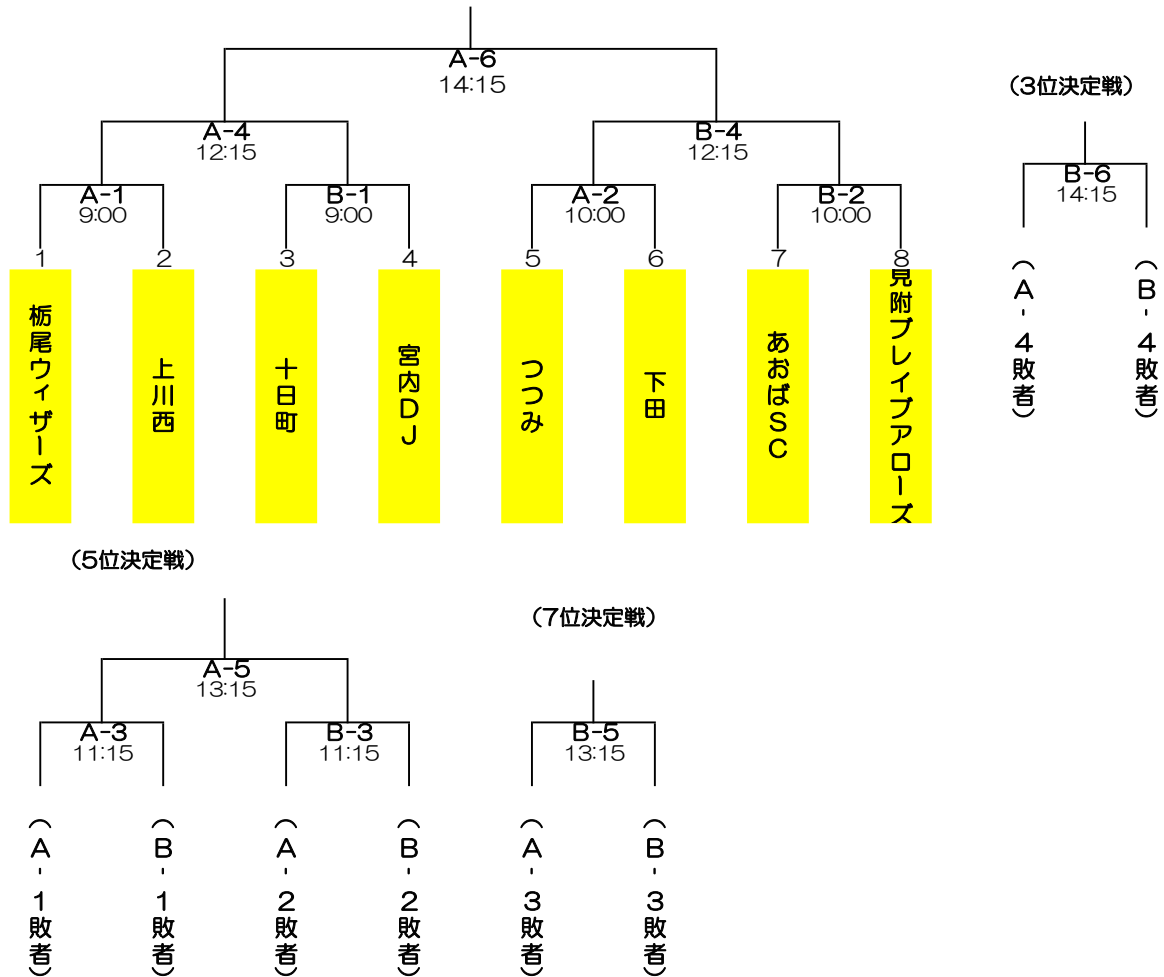 A-6
14:15
(3位決定戦)
A-4
12:15
B-4
12:15
B-6
14:15
A-1
9:00
B-1
9:00
A-2
10:00
B-2
10:00
1
2
3
4
5
6
7
8
栃尾ウィザーズ
上川西
十日町
宮内DJ
つつみ
下田
あおばSC
見附ブレイブアローズ
(A-4敗者)
(B-4敗者)
(5位決定戦)
(7位決定戦)
A-5
13:15
A-3
11:15
B-3
11:15
B-5
13:15
(A-1敗者)
(B-1敗者)
(A-2敗者)
(B-2敗者)
(A-3敗者)
(B-3敗者)